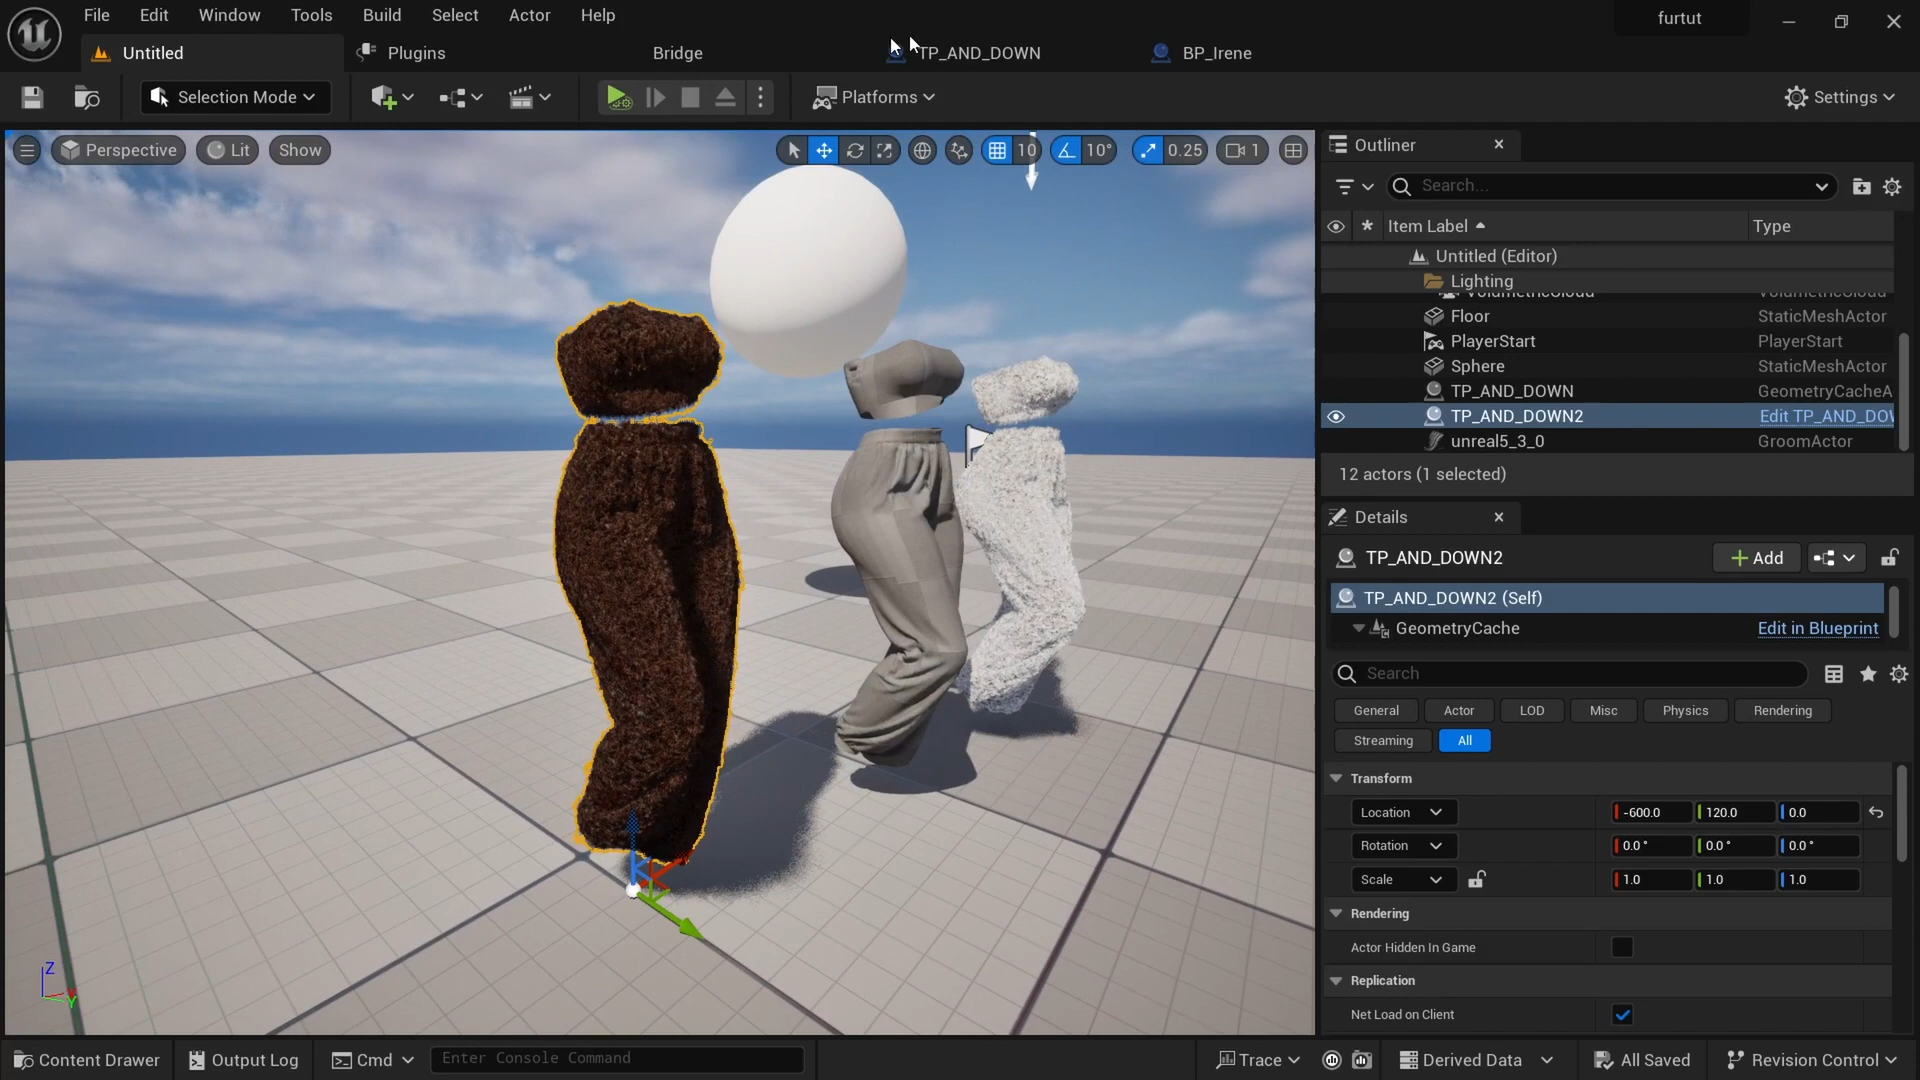 File Edit Window Tools Build Select Actor Help
furtut
Untitled Plugins Bridge TP_AND_DOWN BP_Irene
Selection Mode Platforms Settings
Perspective Lit Show 10 10° 0.25 1
Outliner
Search...
Item Label Type
Untitled (Editor)
Lighting
VolumetricCloud VolumetricCloud
Floor StaticMeshActor
PlayerStart PlayerStart
Sphere StaticMeshActor
TP_AND_DOWN GeometryCacheA
TP_AND_DOWN2 Edit TP_AND_DOW
unreal5_3_0 GroomActor
12 actors (1 selected)
Details
TP_AND_DOWN2 Add
TP_AND_DOWN2 (Self)
GeometryCache Edit in Blueprint
Search
General Actor LOD Misc Physics Rendering
Streaming All
Transform
Location -600.0 120.0 0.0
Rotation 0.0 ° 0.0 ° 0.0 °
Scale 1.0 1.0 1.0
Rendering
Actor Hidden In Game
Replication
Net Load on Client
Z
Y
Content Drawer Output Log Cmd Enter Console Command Trace Derived Data All Saved Revision Control